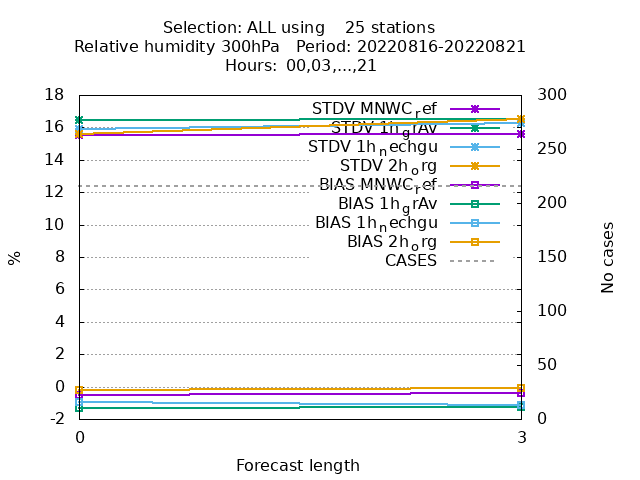 Selection: ALL using 25 stations
Relative humidity 300hPa Period: 20220816-20220821
Hours: 00,03,...,21
18
16
14
12
10
8
6
4
2
0
-2
%
STDV MNWC_ref
STDV 1h_grAv
STDV 1h_nechgu
STDV 2h_org
BIAS MNWC_ref
BIAS 1h_grAv
BIAS 1h_nechgu
BIAS 2h_org
CASES
300
250
200
150
100
50
0
No cases
0
3
Forecast length